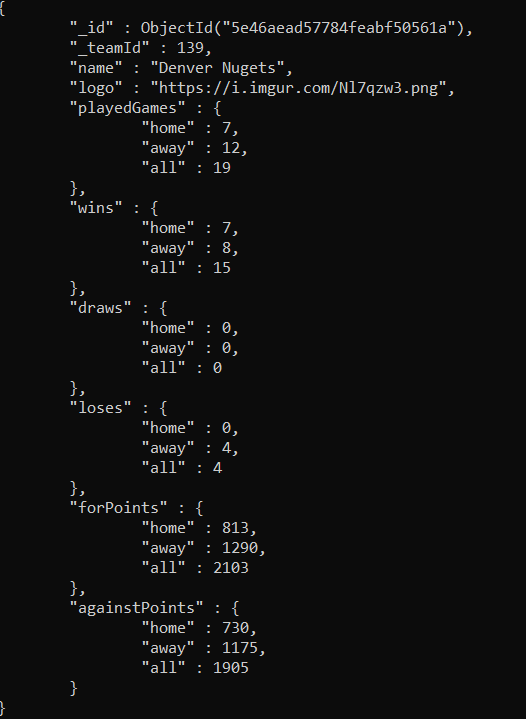 {
"_id" : ObjectId("5e46aead57784feabf50561a"),
"_teamId" : 139,
"name" : "Denver Nugets",
"logo" : "https://i.imgur.com/Nl7qzw3.png",
"playedGames" : {
"home" : 7,
"away" : 12,
"all" : 19
},
"wins" : {
"home" : 7,
"away" : 8,
"all" : 15
},
"draws" : {
"home" : 0,
"away" : 0,
"all" : 0
},
"loses" : {
"home" : 0,
"away" : 4,
"all" : 4
},
"forPoints" : {
"home" : 813,
"away" : 1290,
"all" : 2103
},
"againstPoints" : {
"home" : 730,
"away" : 1175,
"all" : 1905
}
}